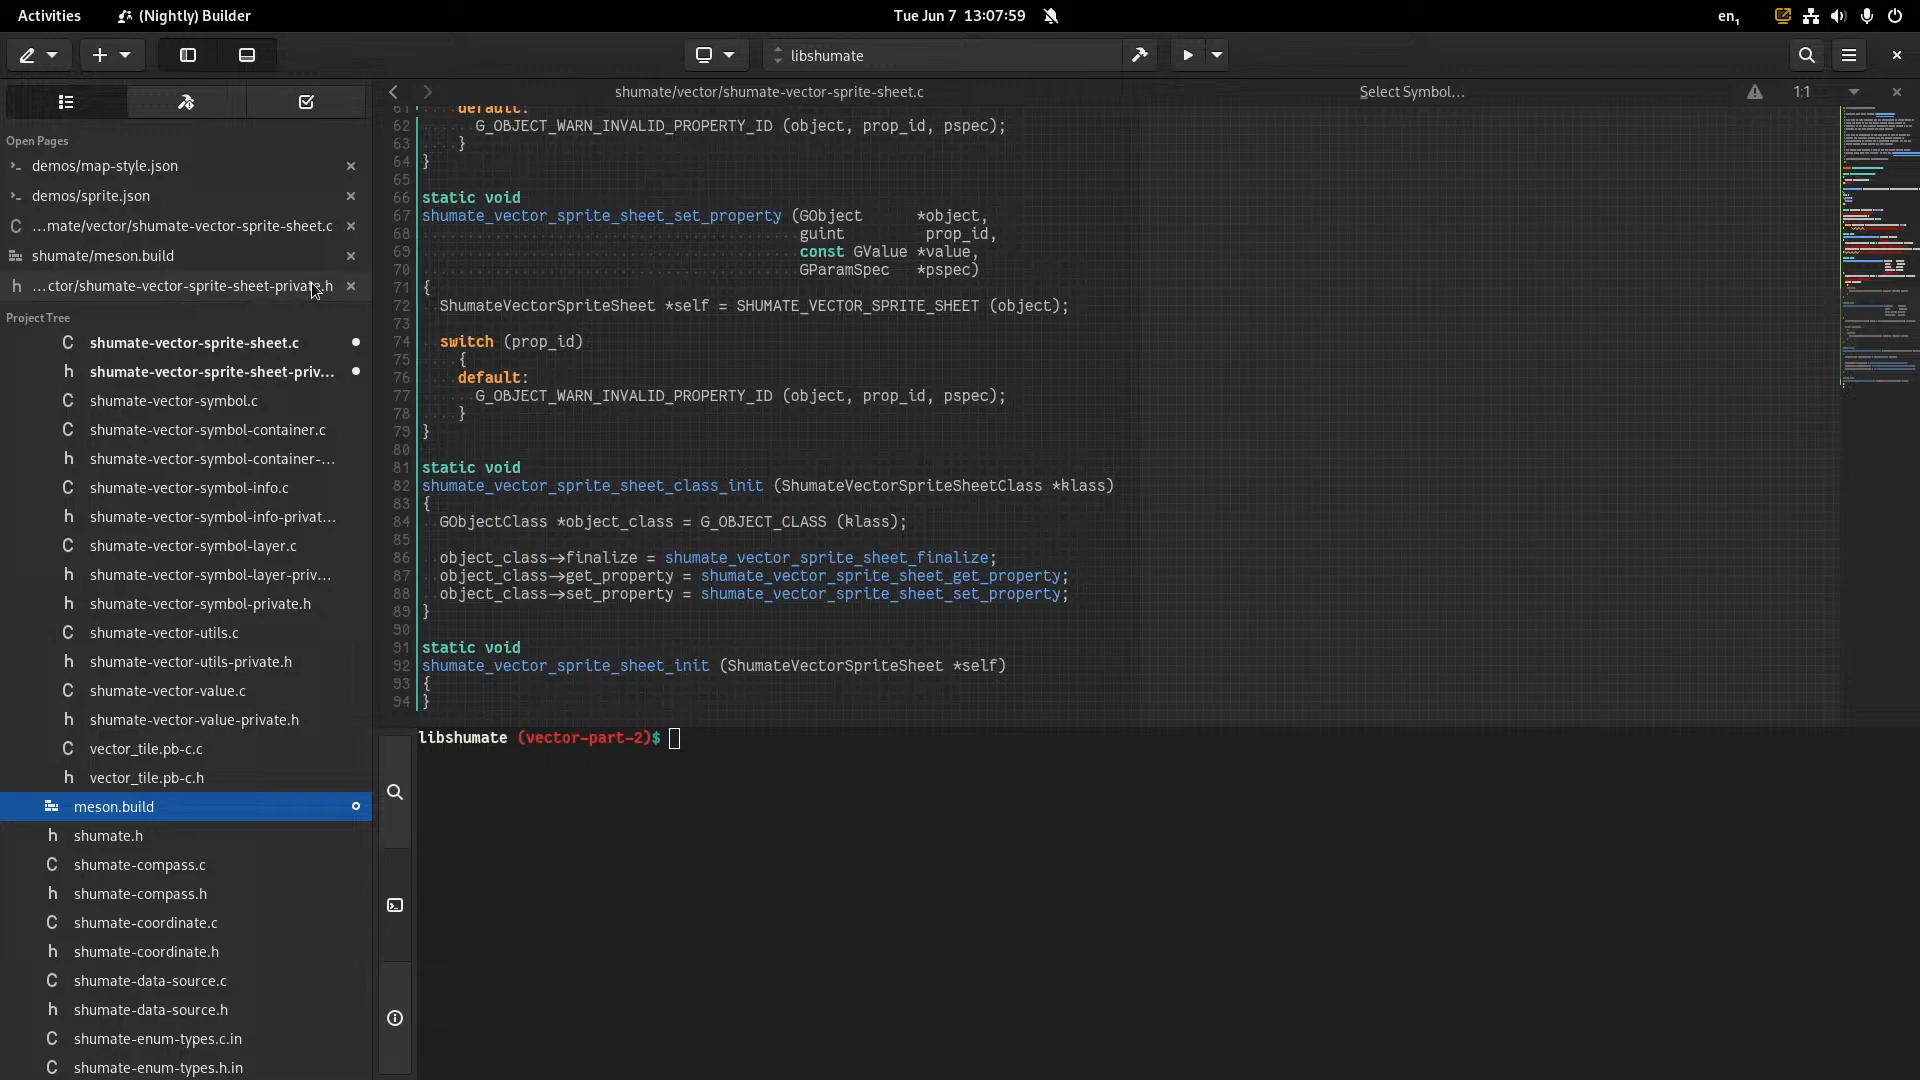 Activities (Nightly) Builder Tue Jun 7 13:07:59 en1
libshumate
shumate/vector/shumate-vector-sprite-sheet.c Select Symbol… 1:1
Open Pages
demos/map-style.json
demos/sprite.json
…mate/vector/shumate-vector-sprite-sheet.c
shumate/meson.build
…ctor/shumate-vector-sprite-sheet-private.h
Project Tree
shumate-vector-sprite-sheet.c
shumate-vector-sprite-sheet-priv…
shumate-vector-symbol.c
shumate-vector-symbol-container.c
shumate-vector-symbol-container-…
shumate-vector-symbol-info.c
shumate-vector-symbol-info-privat…
shumate-vector-symbol-layer.c
shumate-vector-symbol-layer-priv…
shumate-vector-symbol-private.h
shumate-vector-utils.c
shumate-vector-utils-private.h
shumate-vector-value.c
shumate-vector-value-private.h
vector_tile.pb-c.c
vector_tile.pb-c.h
meson.build
shumate.h
shumate-compass.c
shumate-compass.h
shumate-coordinate.c
shumate-coordinate.h
shumate-data-source.c
shumate-data-source.h
shumate-enum-types.c.in
shumate-enum-types.h.in
61 default:
62 G_OBJECT_WARN_INVALID_PROPERTY_ID (object, prop_id, pspec);
63 }
64 }
65
66 static void
67 shumate_vector_sprite_sheet_set_property (GObject *object,
68 guint prop_id,
69 const GValue *value,
70 GParamSpec *pspec)
71 {
72 ShumateVectorSpriteSheet *self = SHUMATE_VECTOR_SPRITE_SHEET (object);
73
74 switch (prop_id)
75 {
76 default:
77 G_OBJECT_WARN_INVALID_PROPERTY_ID (object, prop_id, pspec);
78 }
79 }
80
81 static void
82 shumate_vector_sprite_sheet_class_init (ShumateVectorSpriteSheetClass *klass)
83 {
84 GObjectClass *object_class = G_OBJECT_CLASS (klass);
85
86 object_class->finalize = shumate_vector_sprite_sheet_finalize;
87 object_class->get_property = shumate_vector_sprite_sheet_get_property;
88 object_class->set_property = shumate_vector_sprite_sheet_set_property;
89 }
90
91 static void
92 shumate_vector_sprite_sheet_init (ShumateVectorSpriteSheet *self)
93 {
94 }
libshumate (vector-part-2)$